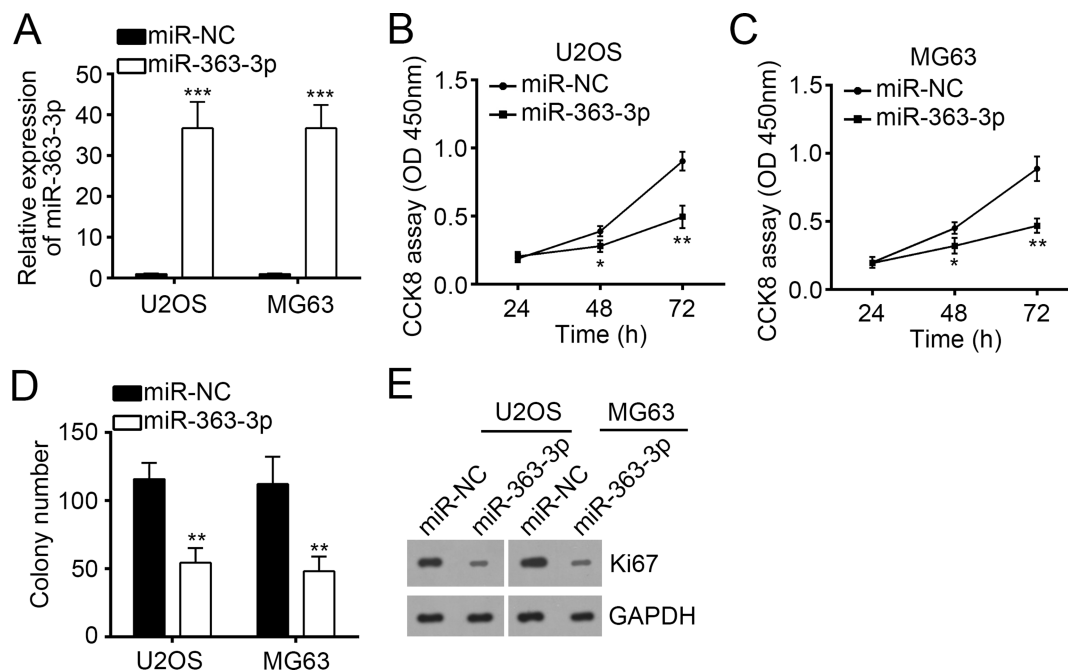 A
miR-NC
miR-363-3p
Relative expression
of miR-363-3p
50
40
30
20
10
0
***
***
U2OS
MG63
B
U2OS
miR-NC
miR-363-3p
CCK8 assay (OD 450nm)
1.5
1.0
0.5
0.0
*
**
24
48
72
Time (h)
C
MG63
miR-NC
miR-363-3p
CCK8 assay (OD 450nm)
1.5
1.0
0.5
0.0
*
**
24
48
72
Time (h)
D
miR-NC
miR-363-3p
Colony number
150
100
50
0
**
**
U2OS
MG63
E
U2OS
MG63
miR-NC
miR-363-3p
miR-NC
miR-363-3p
Ki67
GAPDH